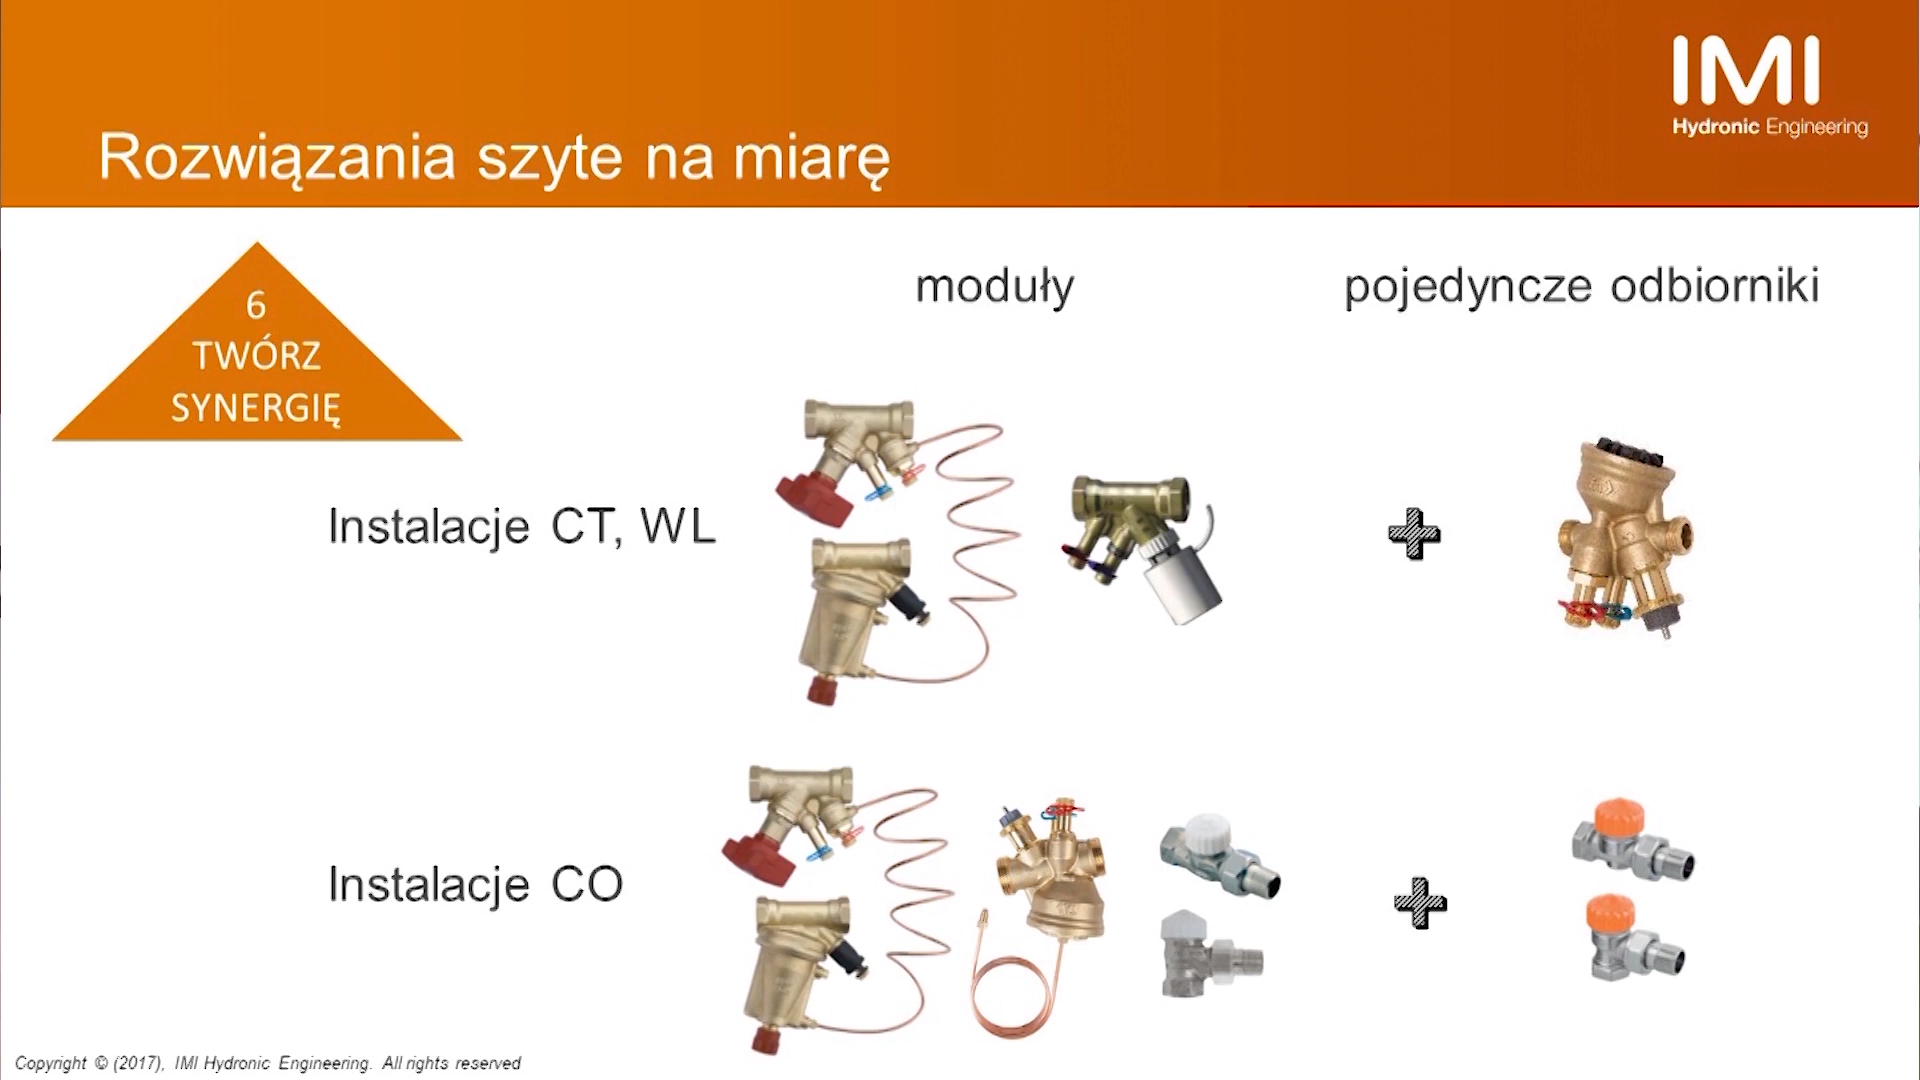 IMI
Hydronic Engineering
Rozwiązania szyte na miarę
6
TWÓRZ
SYNERGIĘ
moduły
pojedyncze odbiorniki
Instalacje CT, WL
Instalacje CO
Copyright © (2017), IMI Hydronic Engineering. All rights reserved